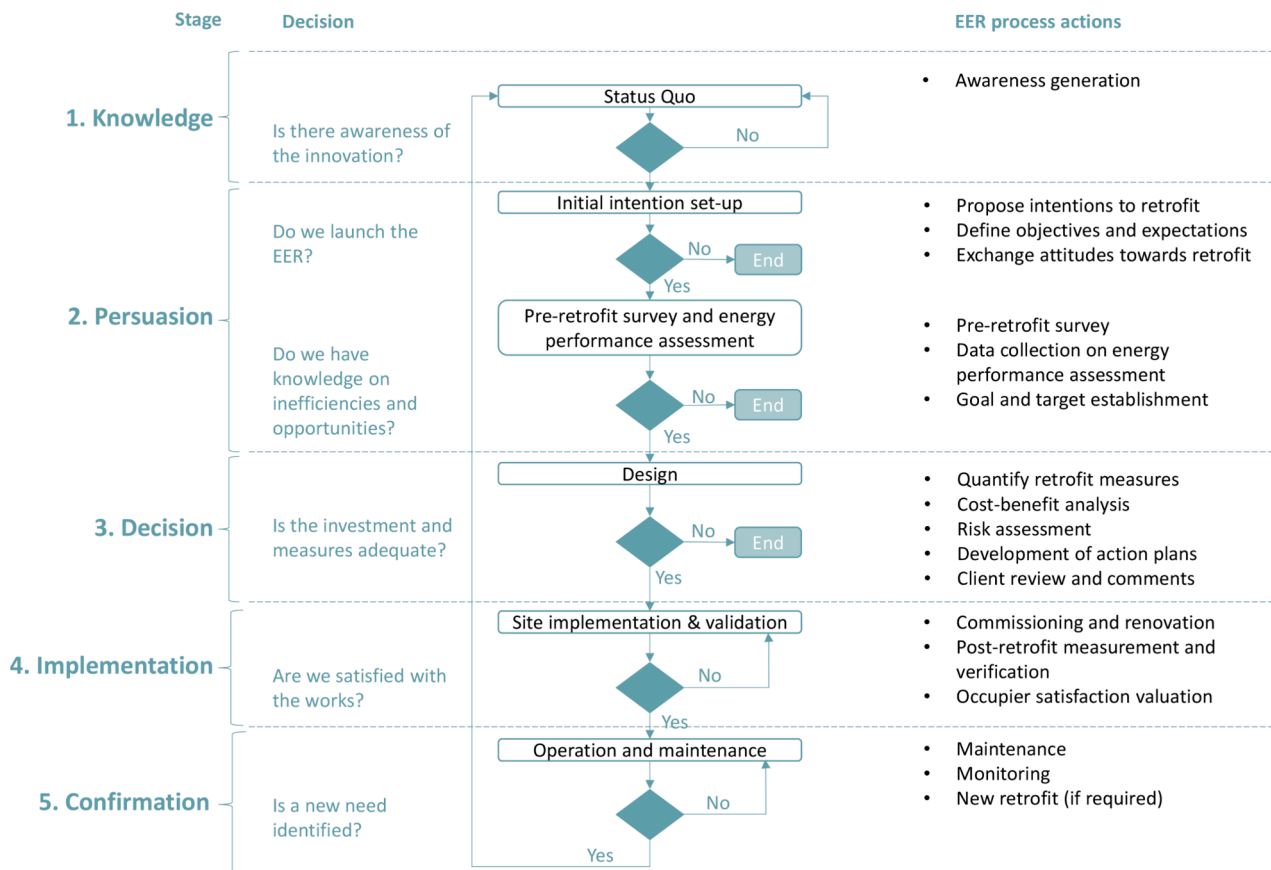 Stage
Decision
EER process actions
1. Knowledge
Is there awareness of
the innovation?
Status Quo
No
• Awareness generation
2. Persuasion
Do we launch the
EER?
Initial intention set-up
No
End
Yes
• Propose intentions to retrofit
• Define objectives and expectations
• Exchange attitudes towards retrofit
Do we have
knowledge on
inefficiencies and
opportunities?
Pre-retrofit survey and energy
performance assessment
No
End
Yes
• Pre-retrofit survey
• Data collection on energy
performance assessment
• Goal and target establishment
3. Decision
Is the investment and
measures adequate?
Design
No
End
Yes
• Quantify retrofit measures
• Cost-benefit analysis
• Risk assessment
• Development of action plans
• Client review and comments
4. Implementation
Are we satisfied with
the works?
Site implementation & validation
No
Yes
• Commissioning and renovation
• Post-retrofit measurement and
verification
• Occupier satisfaction valuation
5. Confirmation
Is a new need
identified?
Operation and maintenance
No
Yes
• Maintenance
• Monitoring
• New retrofit (if required)